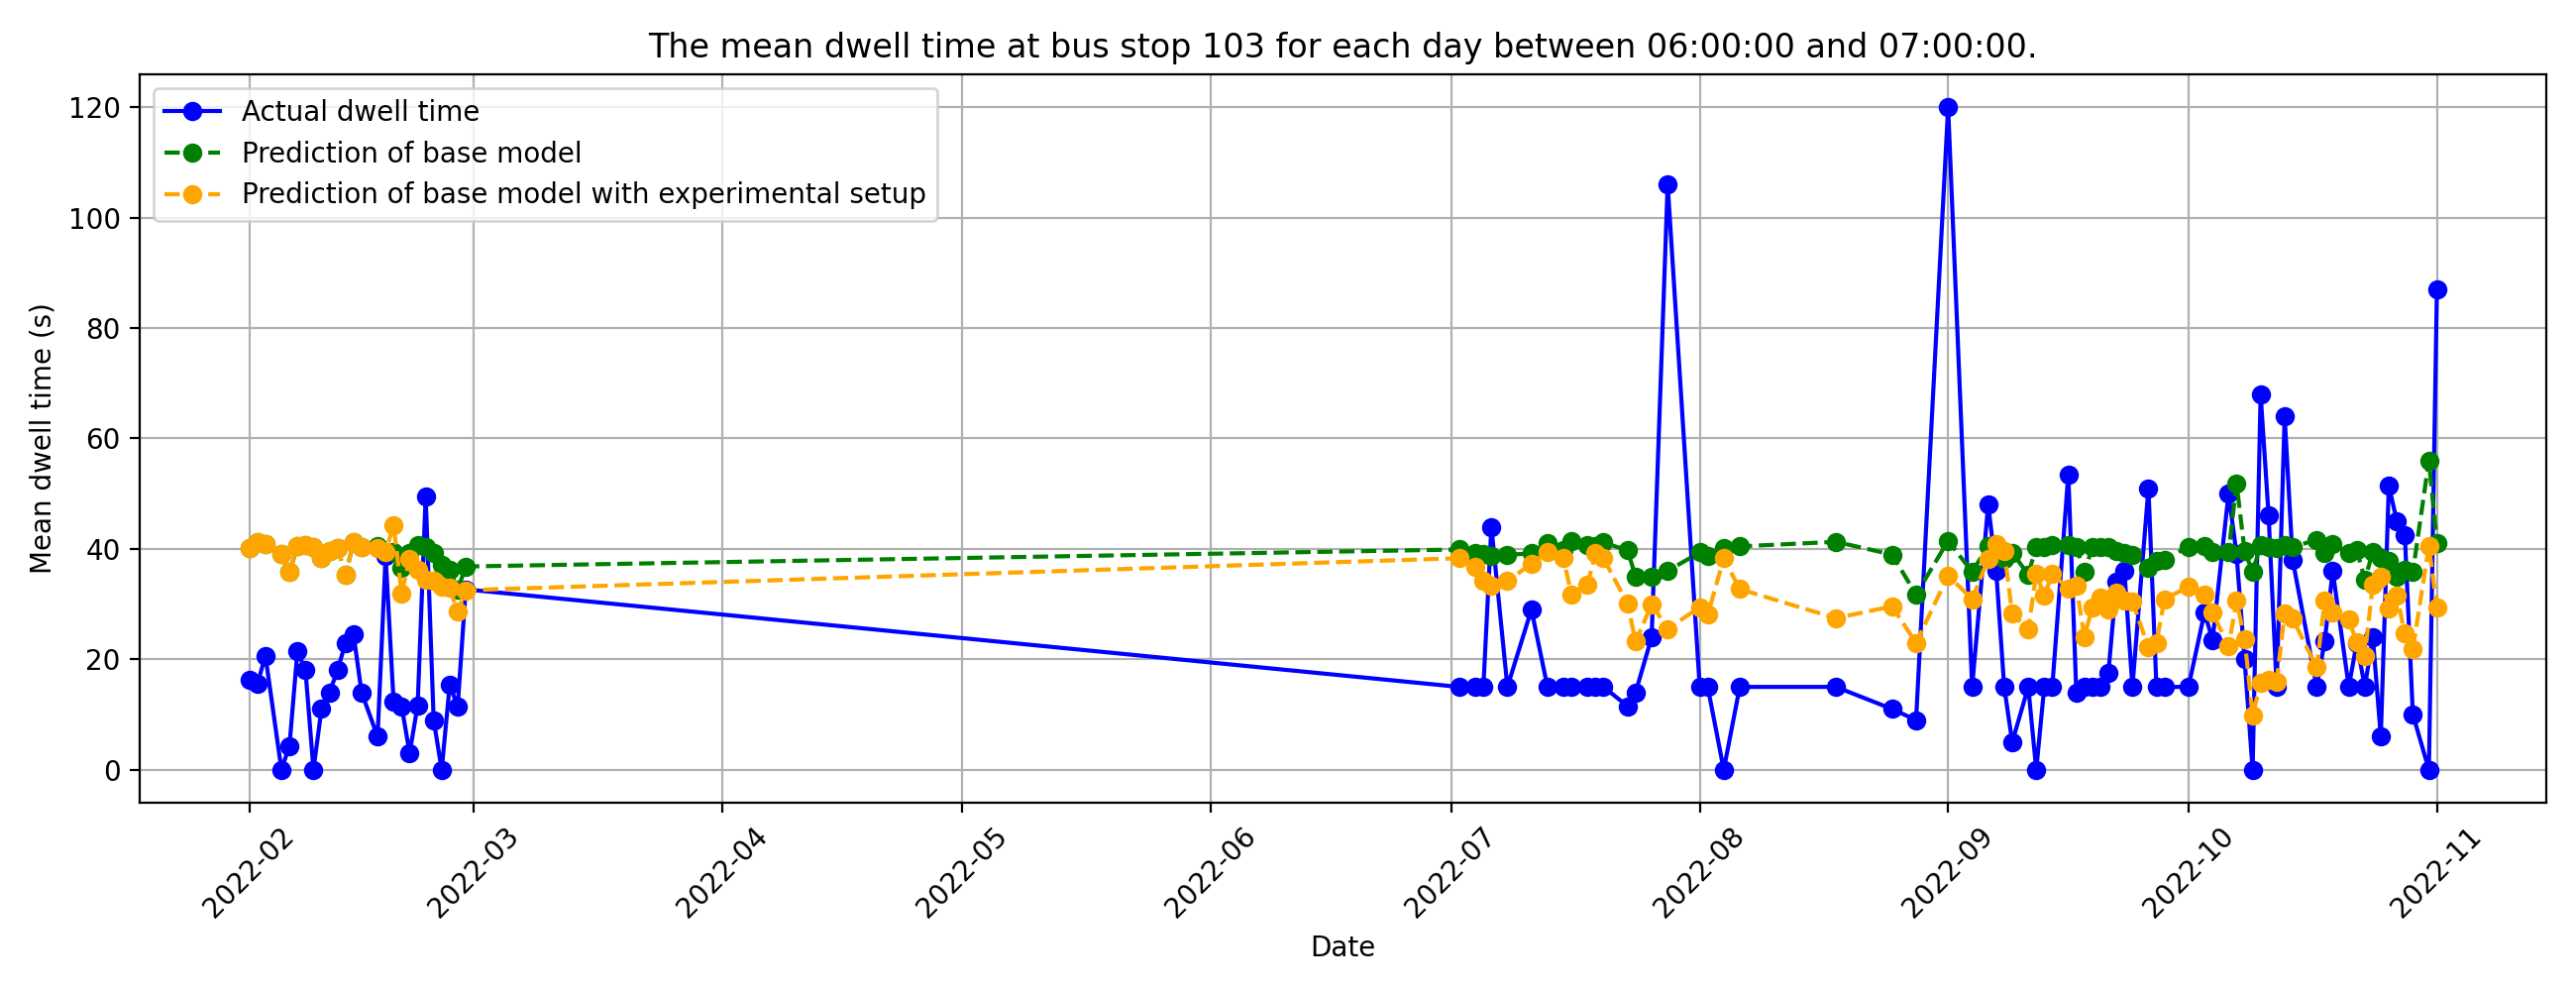 The mean dwell time at bus stop 103 for each day between 06:00:00 and 07:00:00.
Actual dwell time
Prediction of base model
Prediction of base model with experimental setup
Mean dwell time (s)
120
100
80
60
40
20
0
2022-02
2022-03
2022-04
2022-05
2022-06
2022-07
2022-08
2022-09
2022-10
2022-11
Date